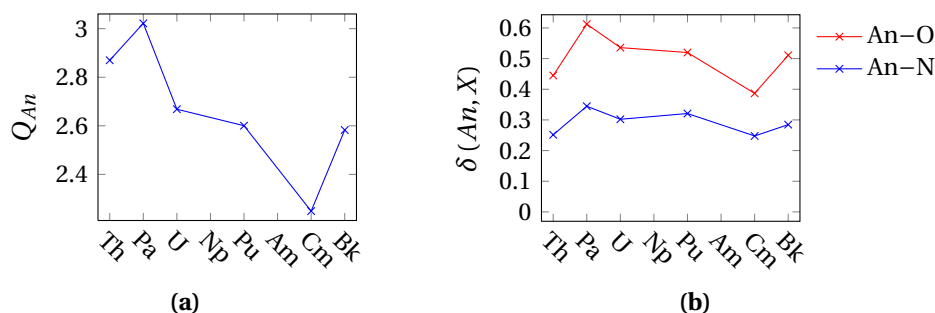 3
2.8
2.6
2.4
Q_An
Th Pa U Np Pu Am Cm Bk
(a)
0.6
0.5
0.4
0.3
0.2
0.1
0
δ (An, X)
Th Pa U Np Pu Am Cm Bk
(b)
An−O
An−N